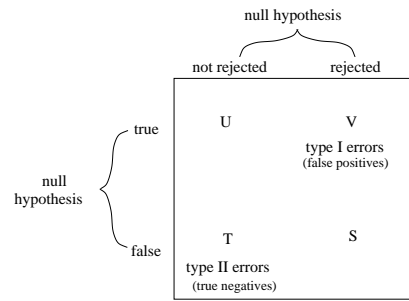 null hypothesis
not rejected rejected
true U V
type I errors
(false positives)
null
hypothesis
false T S
type II errors
(true negatives)